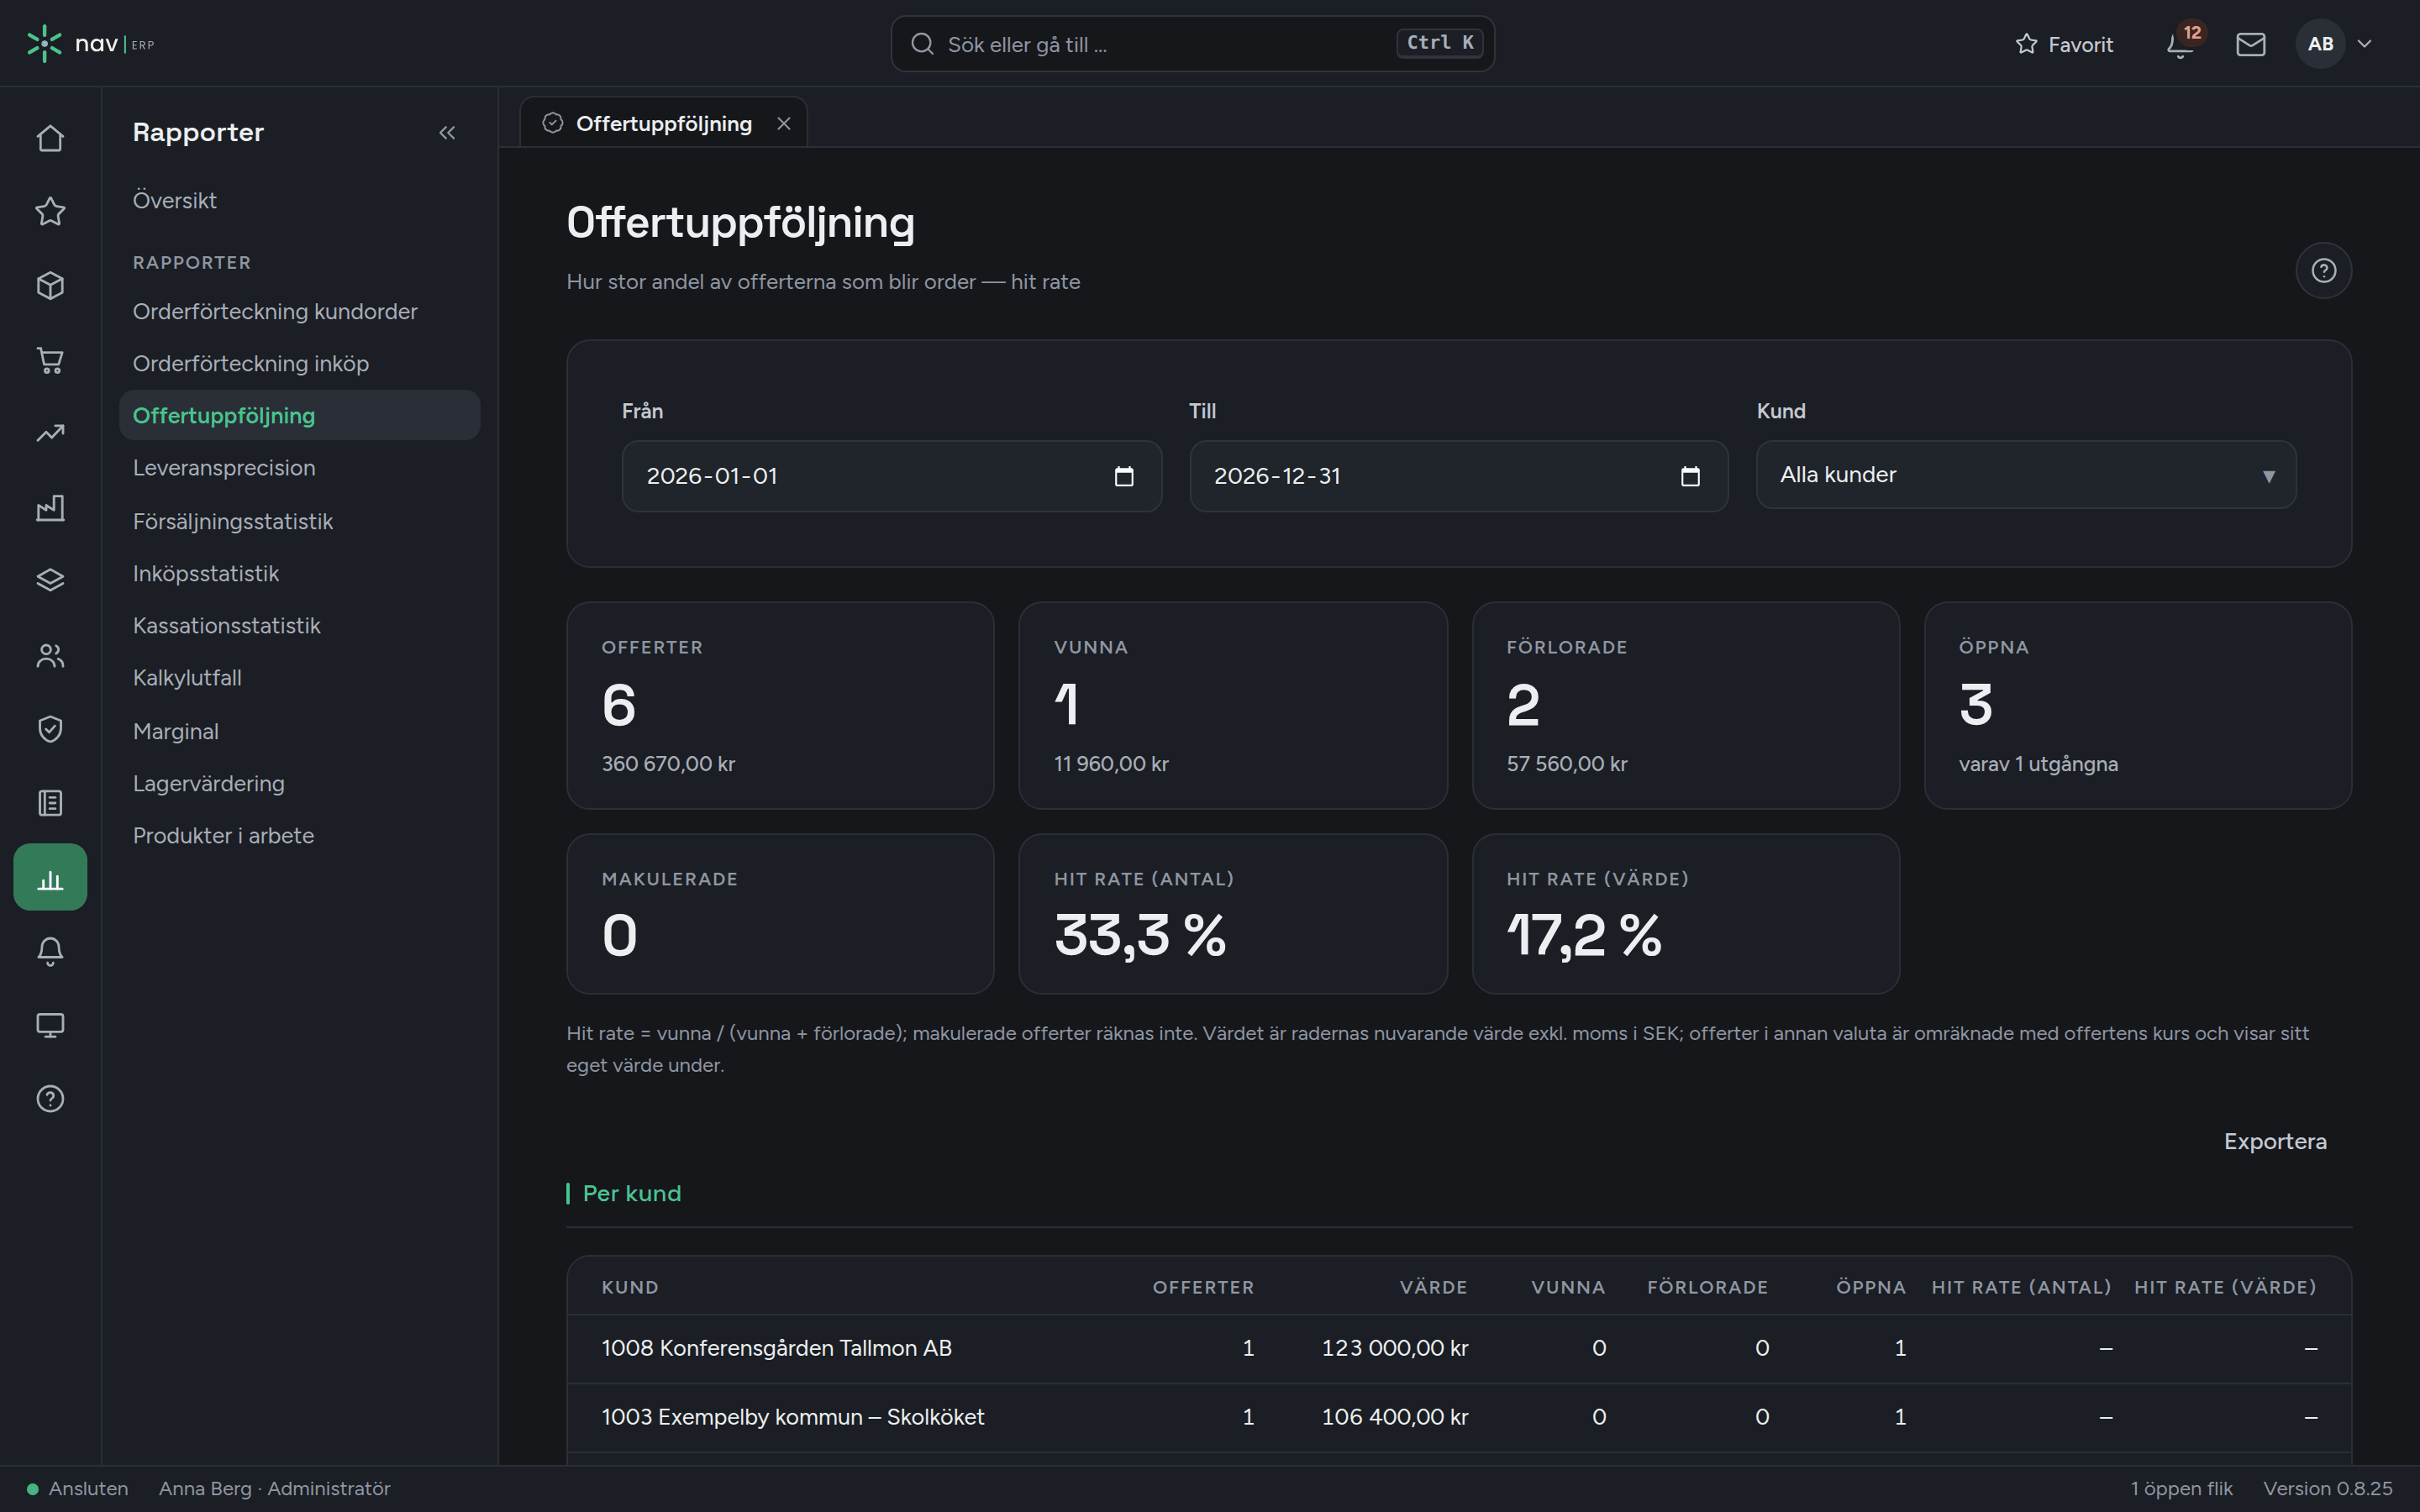 nav | ERP
Sök eller gå till ...
Ctrl K
Favorit
12
AB
Rapporter
Översikt
RAPPORTER
Orderförteckning kundorder
Orderförteckning inköp
Offertuppföljning
Leveransprecision
Försäljningsstatistik
Inköpsstatistik
Kassationsstatistik
Kalkylutfall
Marginal
Lagervärdering
Produkter i arbete
Offertuppföljning
Offertuppföljning
Hur stor andel av offerterna som blir order — hit rate
Från
Till
Kund
2026-01-01
2026-12-31
Alla kunder
OFFERTER
6
360 670,00 kr
VUNNA
1
11 960,00 kr
FÖRLORADE
2
57 560,00 kr
ÖPPNA
3
varav 1 utgångna
MAKULERADE
0
HIT RATE (ANTAL)
33,3 %
HIT RATE (VÄRDE)
17,2 %
Hit rate = vunna / (vunna + förlorade); makulerade offerter räknas inte. Värdet är radernas nuvarande värde exkl. moms i SEK; offerter i annan valuta är omräknade med offertens kurs och visar sitt
eget värde under.
Exportera
Per kund
KUND OFFERTER VÄRDE VUNNA FÖRLORADE ÖPPNA HIT RATE (ANTAL) HIT RATE (VÄRDE)
1008 Konferensgården Tallmon AB 1 123 000,00 kr 0 0 1 – –
1003 Exempelby kommun – Skolköket 1 106 400,00 kr 0 0 1 – –
Ansluten Anna Berg · Administratör
1 öppen flik Version 0.8.25